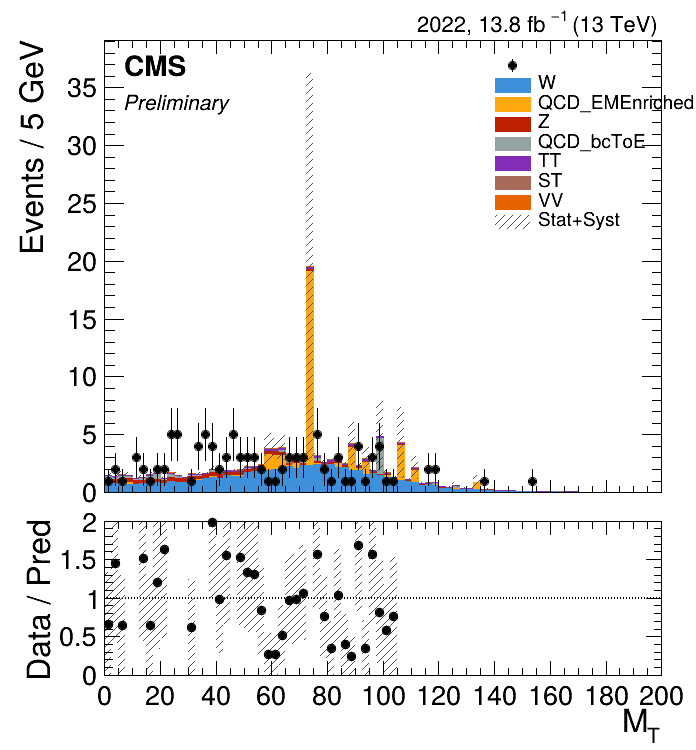 2022, 13.8 fb⁻¹ (13 TeV)
CMS
Preliminary
W
QCD_EMEnriched
Z
QCD_bcToE
TT
ST
VV
Stat+Syst
Events / 5 GeV
35
30
25
20
15
10
5
0
Data / Pred
2
1.5
1
0.5
0
0 20 40 60 80 100 120 140 160 180 200
M_T